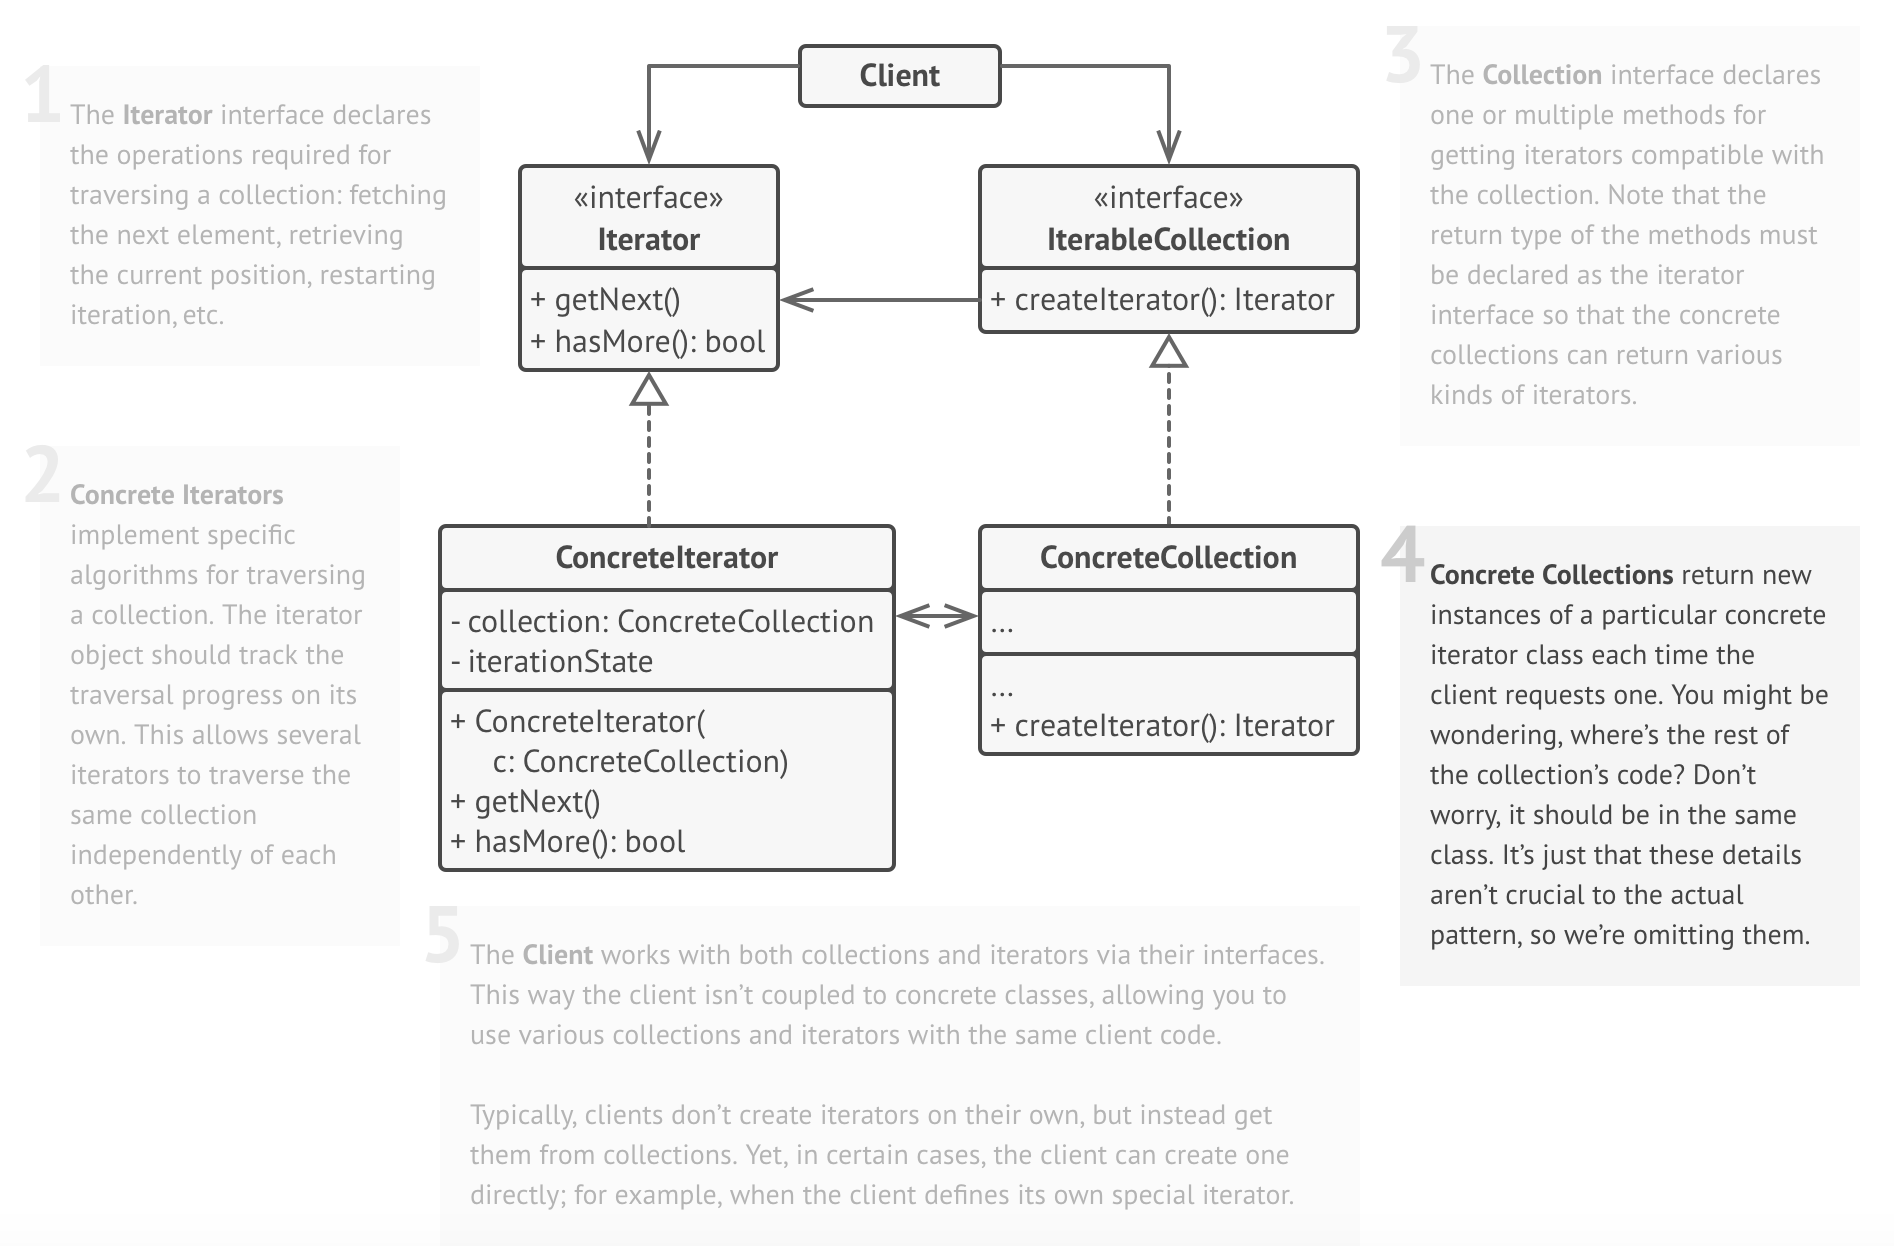 1
The Iterator interface declares
the operations required for
traversing a collection: fetching
the next element, retrieving
the current position, restarting
iteration, etc.
2
Concrete Iterators
implement specific
algorithms for traversing
a collection. The iterator
object should track the
traversal progress on its
own. This allows several
iterators to traverse the
same collection
independently of each
other.
Client
«interface»
Iterator
+ getNext()
+ hasMore(): bool
«interface»
IterableCollection
+ createIterator(): Iterator
ConcreteIterator
- collection: ConcreteCollection
- iterationState
+ ConcreteIterator(
c: ConcreteCollection)
+ getNext()
+ hasMore(): bool
ConcreteCollection
...
...
+ createIterator(): Iterator
3
The Collection interface declares
one or multiple methods for
getting iterators compatible with
the collection. Note that the
return type of the methods must
be declared as the iterator
interface so that the concrete
collections can return various
kinds of iterators.
4
Concrete Collections return new
instances of a particular concrete
iterator class each time the
client requests one. You might be
wondering, where’s the rest of
the collection’s code? Don’t
worry, it should be in the same
class. It’s just that these details
aren’t crucial to the actual
pattern, so we’re omitting them.
5
The Client works with both collections and iterators via their interfaces.
This way the client isn’t coupled to concrete classes, allowing you to
use various collections and iterators with the same client code.
Typically, clients don’t create iterators on their own, but instead get
them from collections. Yet, in certain cases, the client can create one
directly; for example, when the client defines its own special iterator.